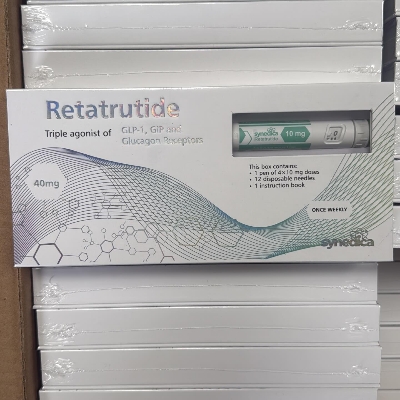 Retatrutide
Triple agonist of
GLP-1, GIP and
Glucagon Receptors
40mg
synedica
10 mg
This box contains:
• 1 pen of 4×10 mg doses
• 12 disposable needles
• 1 instruction book
ONCE WEEKLY
synedica